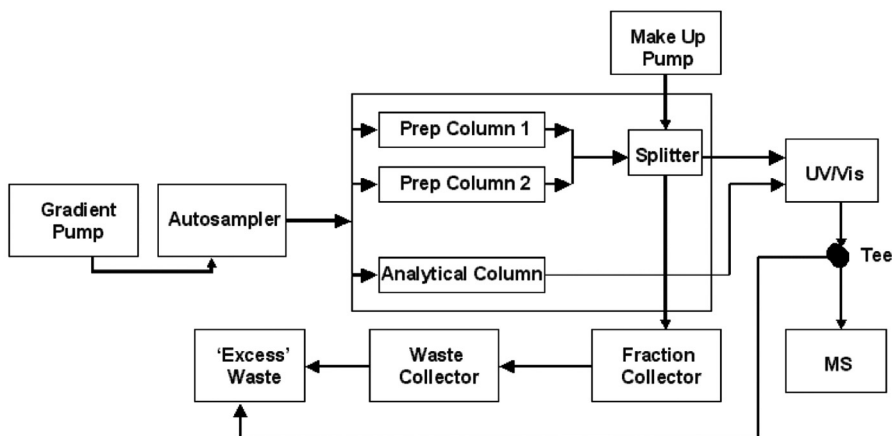 Make Up
Pump
Prep Column 1
Splitter
Prep Column 2
UV/Vis
Gradient
Pump
Autosampler
Analytical Column
Tee
'Excess'
Waste
Waste
Collector
Fraction
Collector
MS